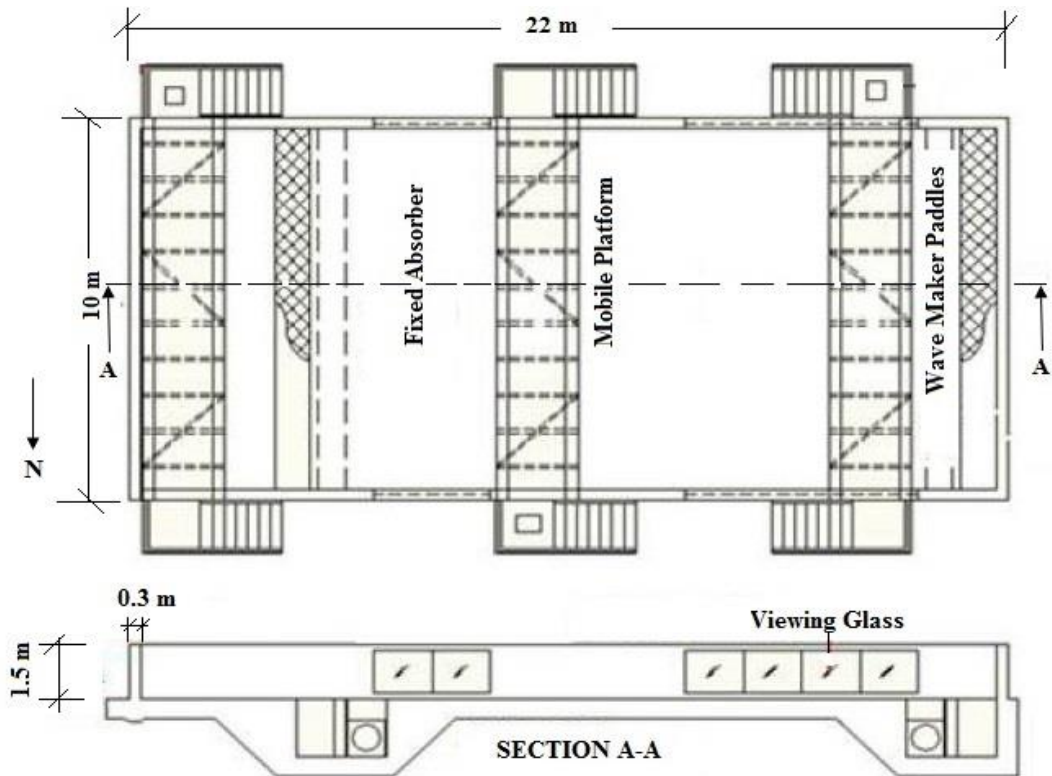 22 m
10 m
A
N
Fixed Absorber
Mobile Platform
Wave Maker Paddles
A
0.3 m
1.5 m
Viewing Glass
SECTION A-A